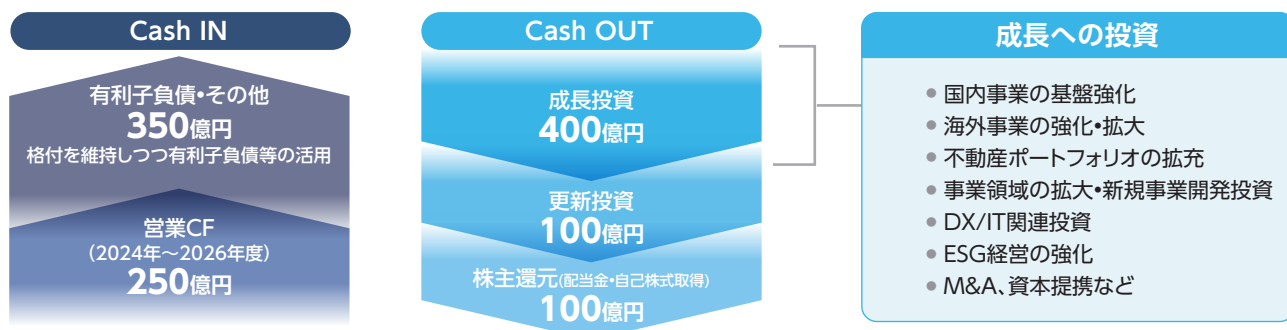 Cash IN
有利子負債・その他
350億円
格付を維持しつつ有利子負債等の活用
営業CF
(2024年～2026年度)
250億円
Cash OUT
成長投資
400億円
更新投資
100億円
株主還元(配当金・自己株式取得)
100億円
成長への投資
● 国内事業の基盤強化
● 海外事業の強化・拡大
● 不動産ポートフォリオの拡充
● 事業領域の拡大・新規事業開発投資
● DX/IT関連投資
● ESG経営の強化
● M&A、資本提携など